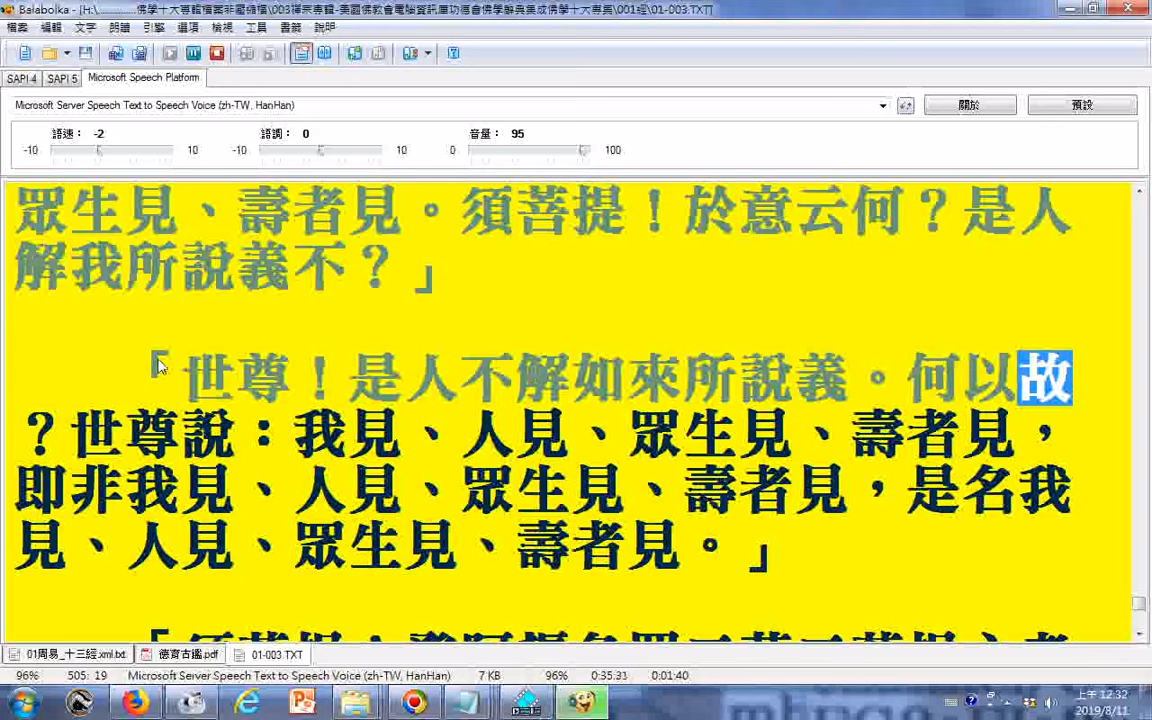 Balabolka - [H:\...佛學十大專輯檔案非壓縮檔\003禪宗專輯-美麗佛教會電腦資訊庫功德會佛學辭典集成佛學十大專集\001經\01-003.TXT]
檔案 編輯 文字 朗讀 引擎 選項 檢視 工具 書籤 說明
SAPI 4 SAPI 5 Microsoft Speech Platform
Microsoft Server Speech Text to Speech Voice (zh-TW, HanHan) 關於 預設
語速： -2 語調： 0 音量： 95
-10 10 -10 10 0 100
眾生見、壽者見。須菩提！於意云何？是人
解我所說義不？」
「世尊！是人不解如來所說義。何以故
？世尊說：我見、人見、眾生見、壽者見，
即非我見、人見、眾生見、壽者見，是名我
見、人見、眾生見、壽者見。」
01周易_十三經.xml.txt 德育古鑑.pdf 01-003.TXT
96% 505: 19 Microsoft Server Speech Text to Speech Voice (zh-TW, HanHan) 7 KB 96% 0:35:31 0:01:40
上午 12:32
2019/8/11